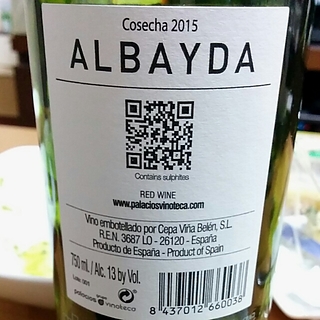 Cosecha 2015
ALBAYDA
Contains sulphites
RED WINE
www.palaciosvinoteca.com
Vino embotellado por Cepa Viña Belén, S.L.
R.E.N. 3687 LO - 26120 - España
Producto de España - Product of Spain
750 ml / Alc. 13 by Vol.
palacios vinoteca
8 437012 660038